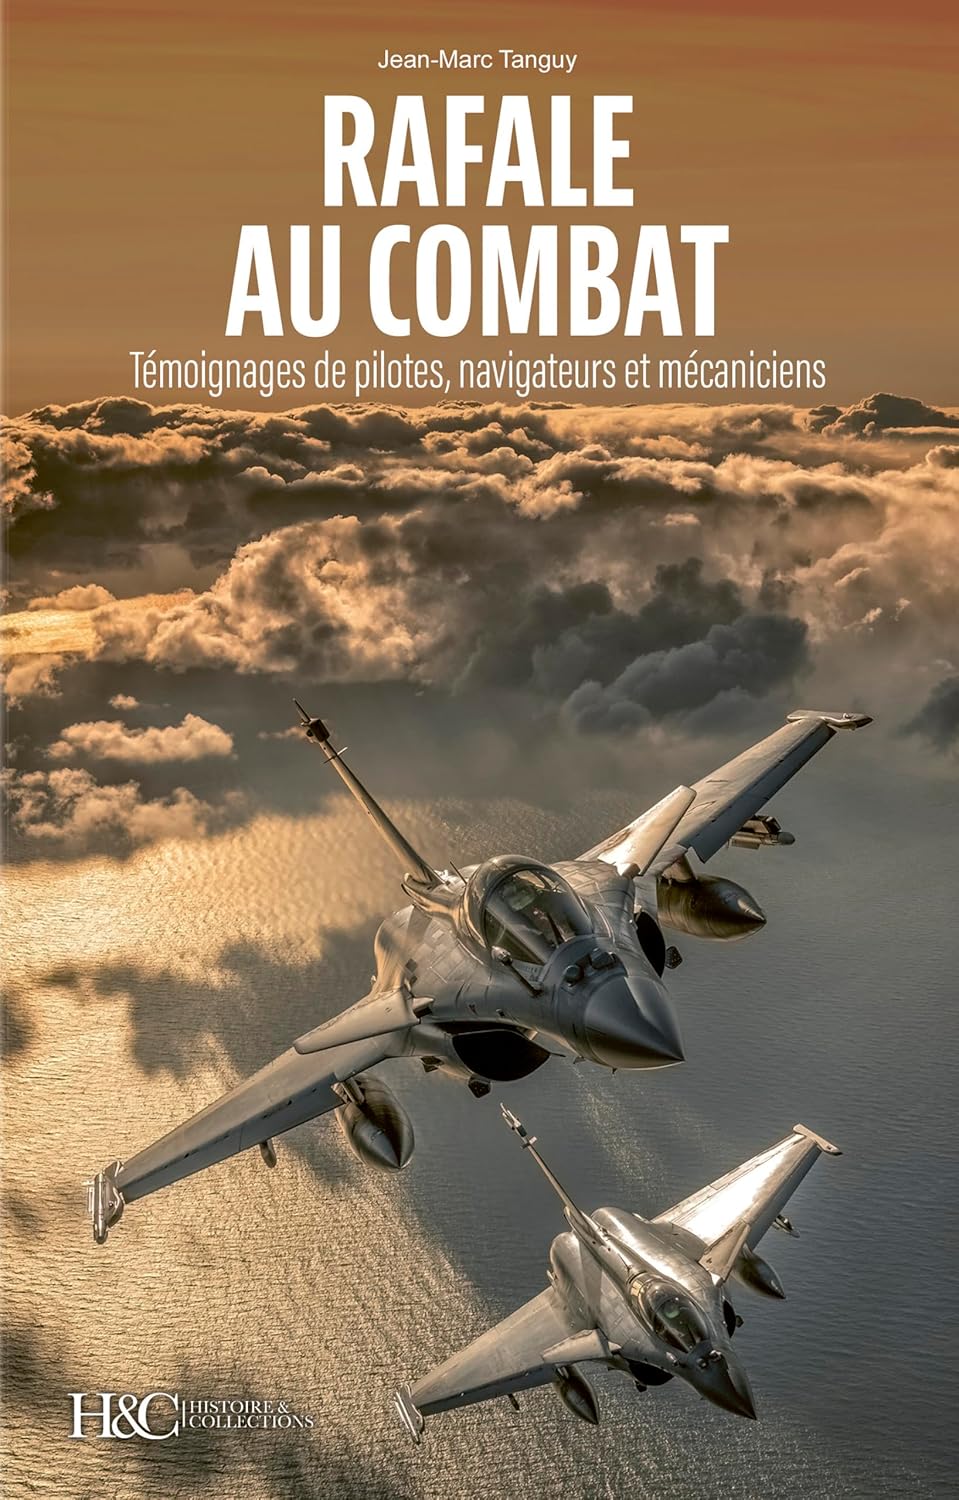 Jean-Marc Tanguy
RAFALE
AU COMBAT
Témoignages de pilotes, navigateurs et mécaniciens
H&C HISTOIRE &
COLLECTIONS